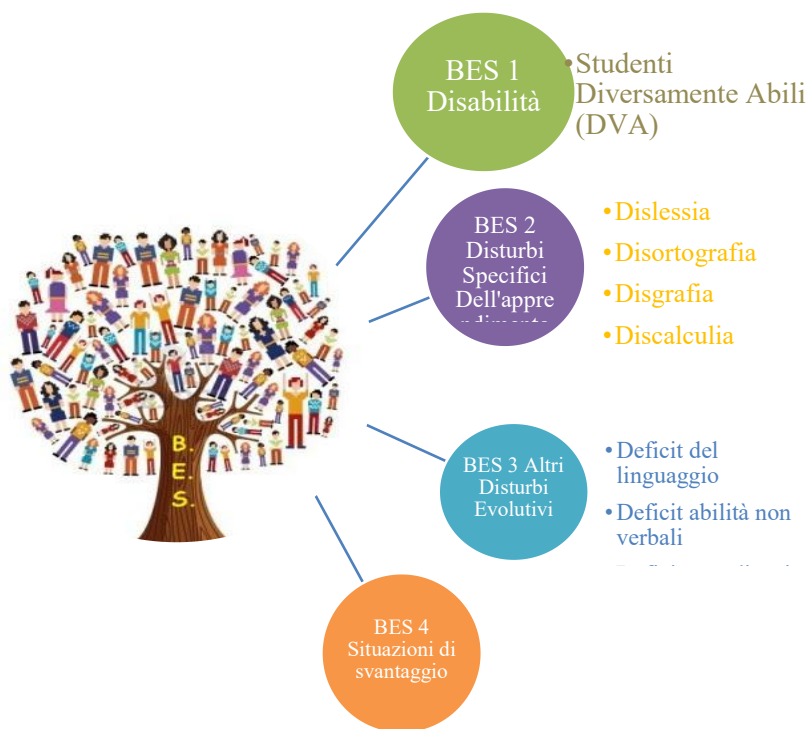 BES 1
Disabilità
•Studenti
Diversamente Abili
(DVA)
BES 2
Disturbi
Specifici
Dell'appre
•Dislessia
•Disortografia
•Disgrafia
•Discalculia
B.
E.
S.
BES 3 Altri
Disturbi
Evolutivi
•Deficit del
linguaggio
•Deficit abilità non
verbali
BES 4
Situazioni di
svantaggio